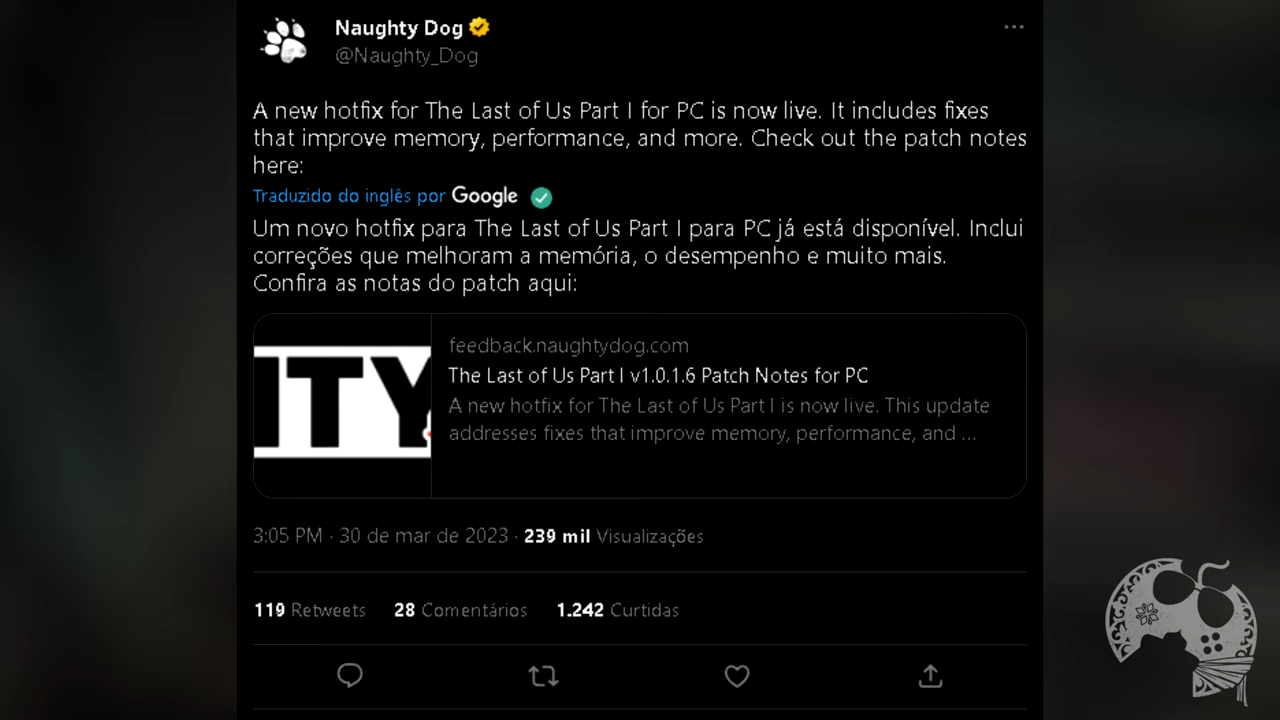 Naughty Dog
@Naughty_Dog
A new hotfix for The Last of Us Part I for PC is now live. It includes fixes
that improve memory, performance, and more. Check out the patch notes
here:
Traduzido do inglês por Google
Um novo hotfix para The Last of Us Part I para PC já está disponível. Inclui
correções que melhoram a memória, o desempenho e muito mais.
Confira as notas do patch aqui:
ITY
feedback.naughtydog.com
The Last of Us Part I v1.0.1.6 Patch Notes for PC
A new hotfix for The Last of Us Part I is now live. This update
addresses fixes that improve memory, performance, and ...
3:05 PM · 30 de mar de 2023 · 239 mil Visualizações
119 Retweets 28 Comentários 1.242 Curtidas